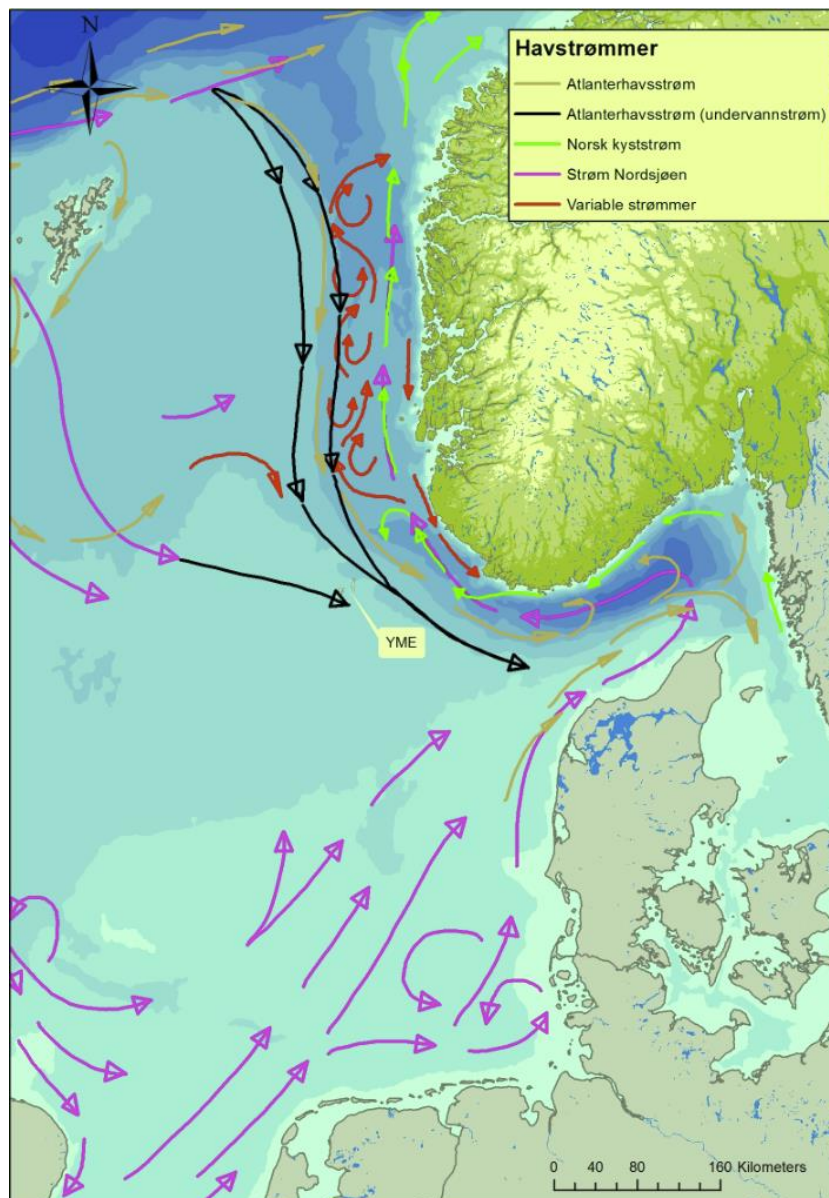 N
Havstrømmer
Atlanterhavsstrøm
Atlanterhavsstrøm (undervannstrøm)
Norsk kyststrøm
Strøm Nordsjøen
Variable strømmer
YME
0 40 80 160 Kilometers